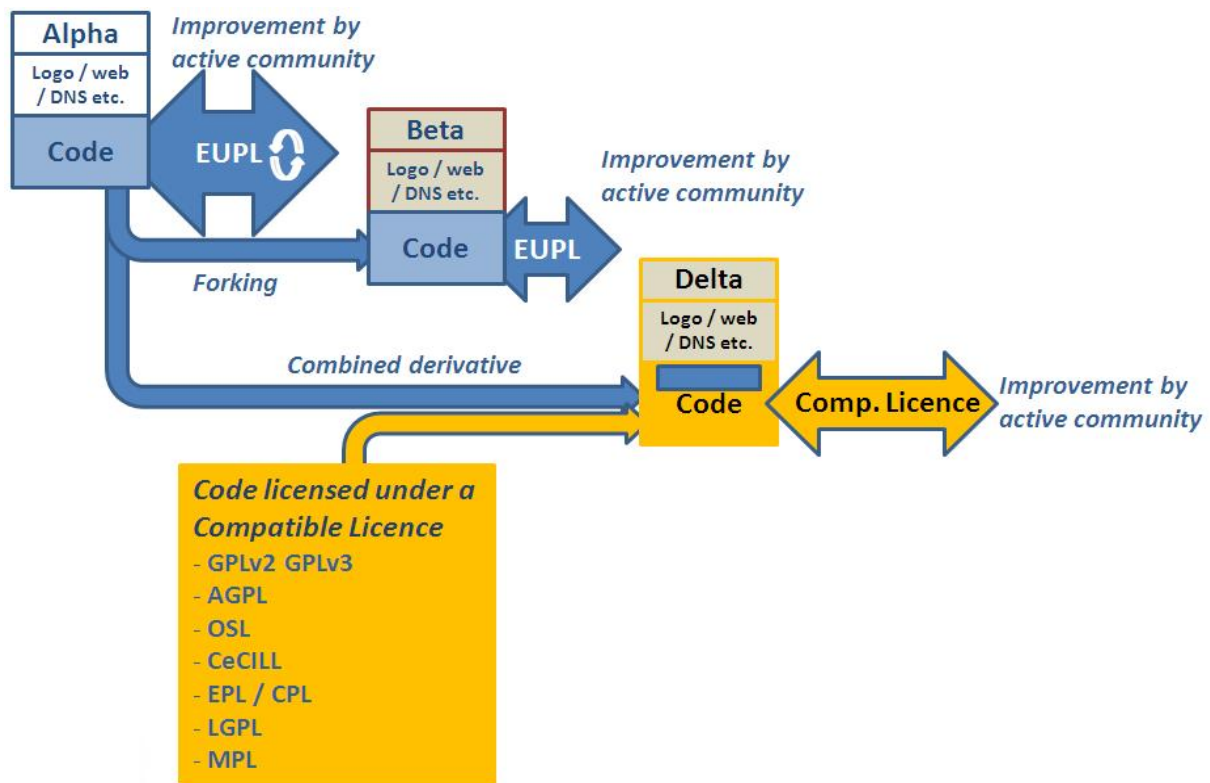 Alpha
Logo / web
/ DNS etc.
Code
Improvement by
active community
EUPL
Beta
Logo / web
/ DNS etc.
Code
Improvement by
active community
EUPL
Forking
Delta
Logo / web
/ DNS etc.
Code
Combined derivative
Comp. Licence
Improvement by
active community
Code licensed under a
Compatible Licence
- GPLv2 GPLv3
- AGPL
- OSL
- CeCILL
- EPL / CPL
- LGPL
- MPL